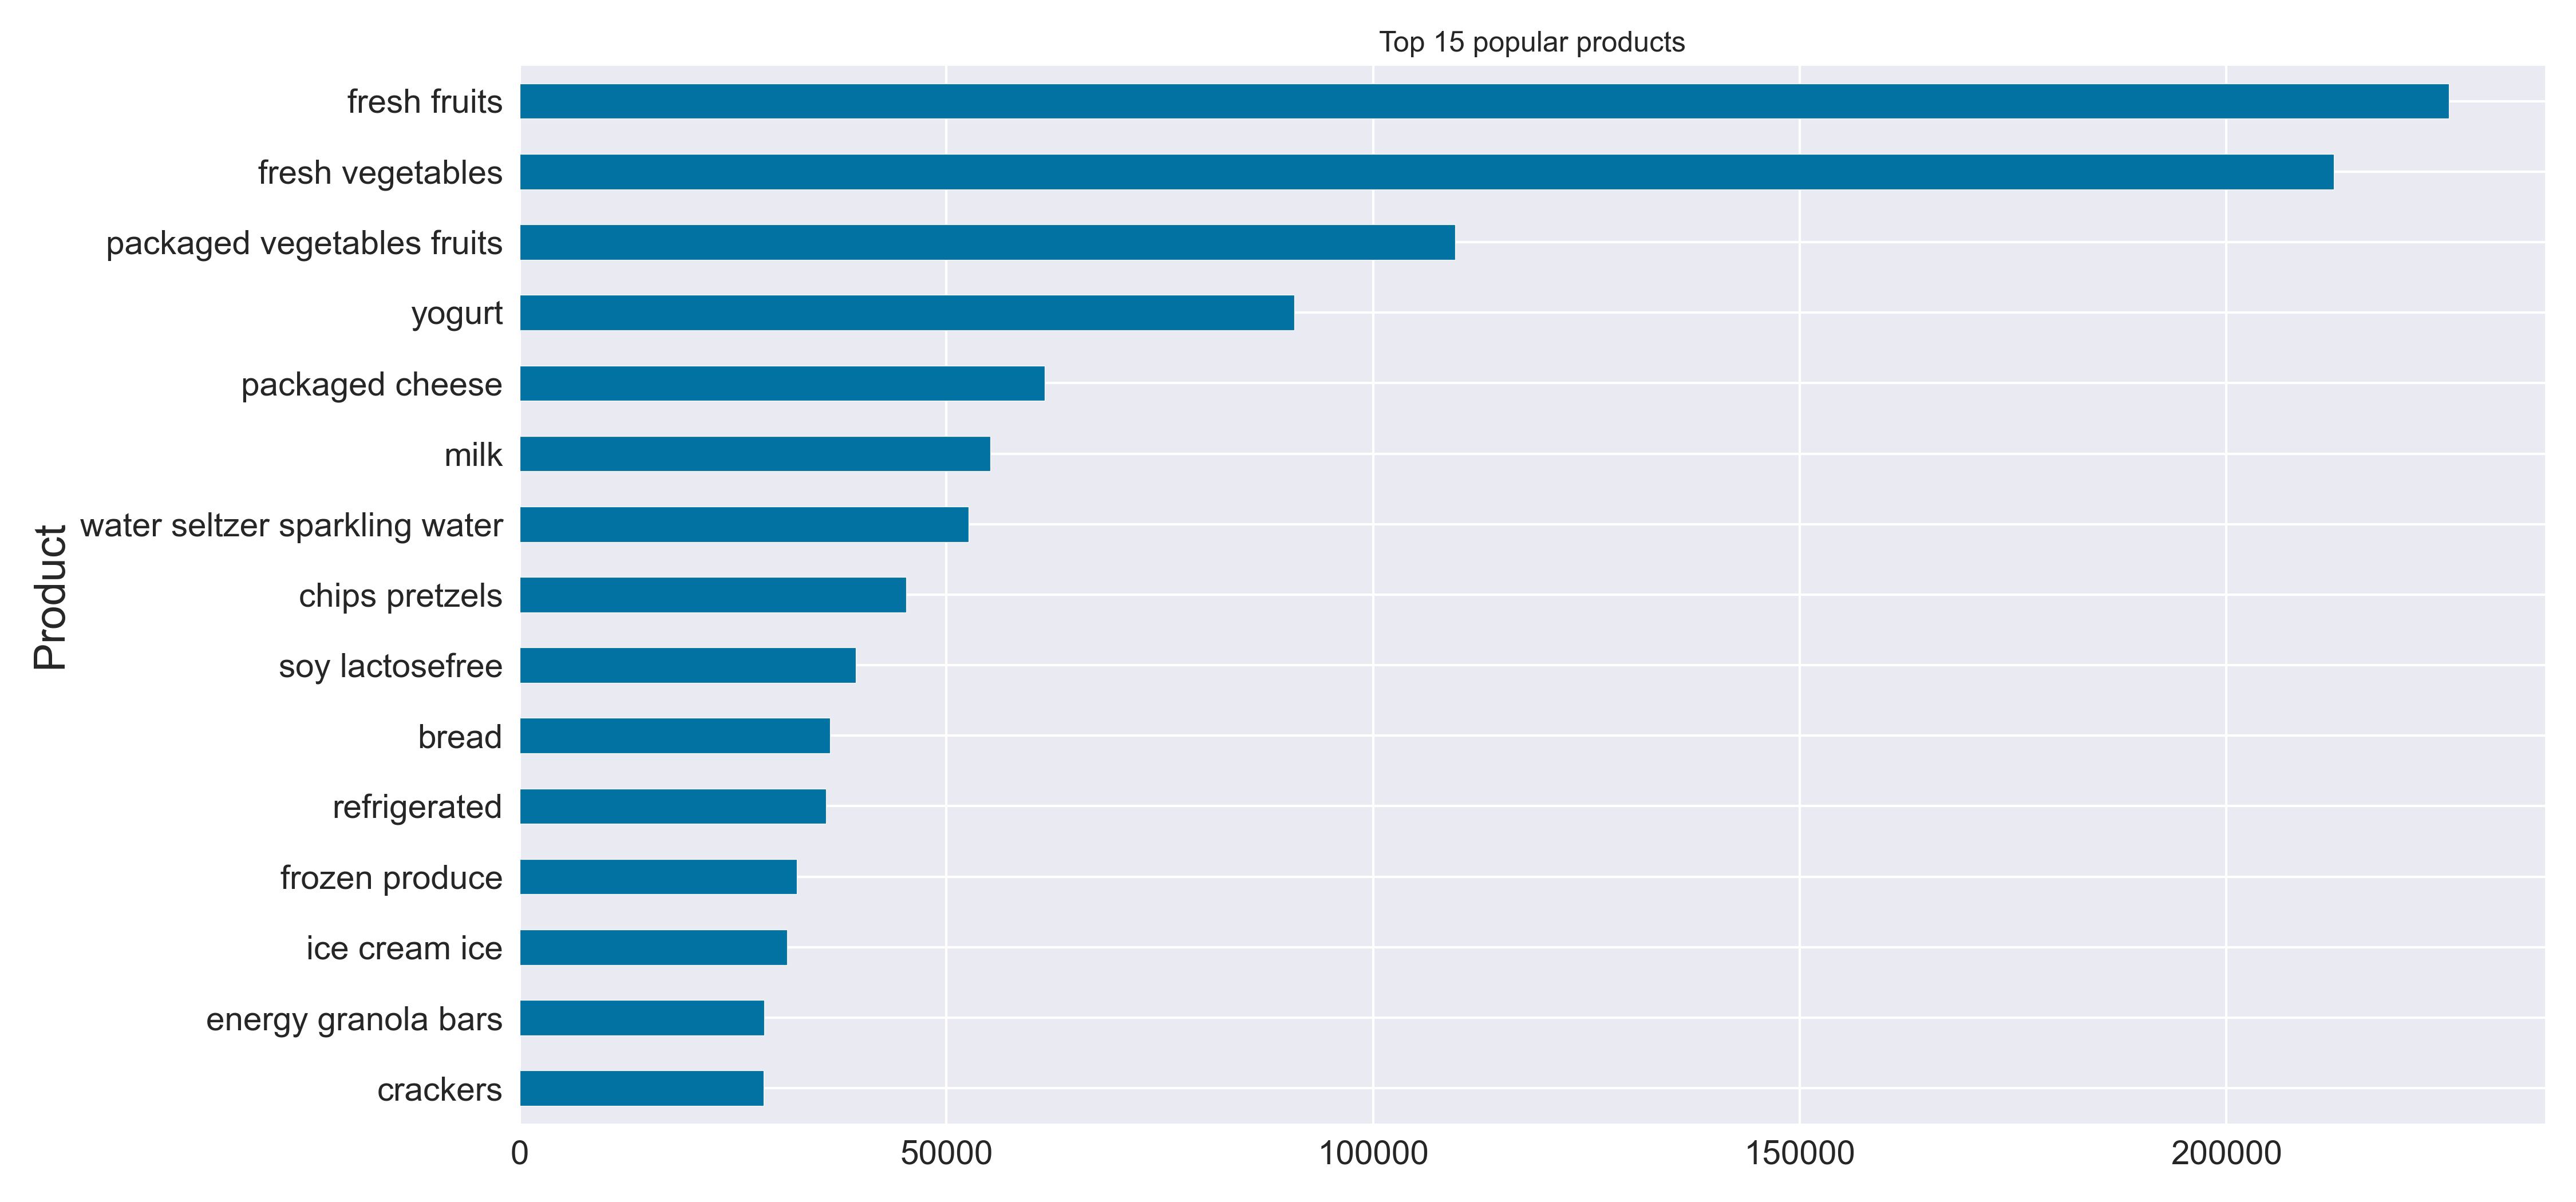 Top 15 popular products
Product
fresh fruits
fresh vegetables
packaged vegetables fruits
yogurt
packaged cheese
milk
water seltzer sparkling water
chips pretzels
soy lactosefree
bread
refrigerated
frozen produce
ice cream ice
energy granola bars
crackers
0 50000 100000 150000 200000